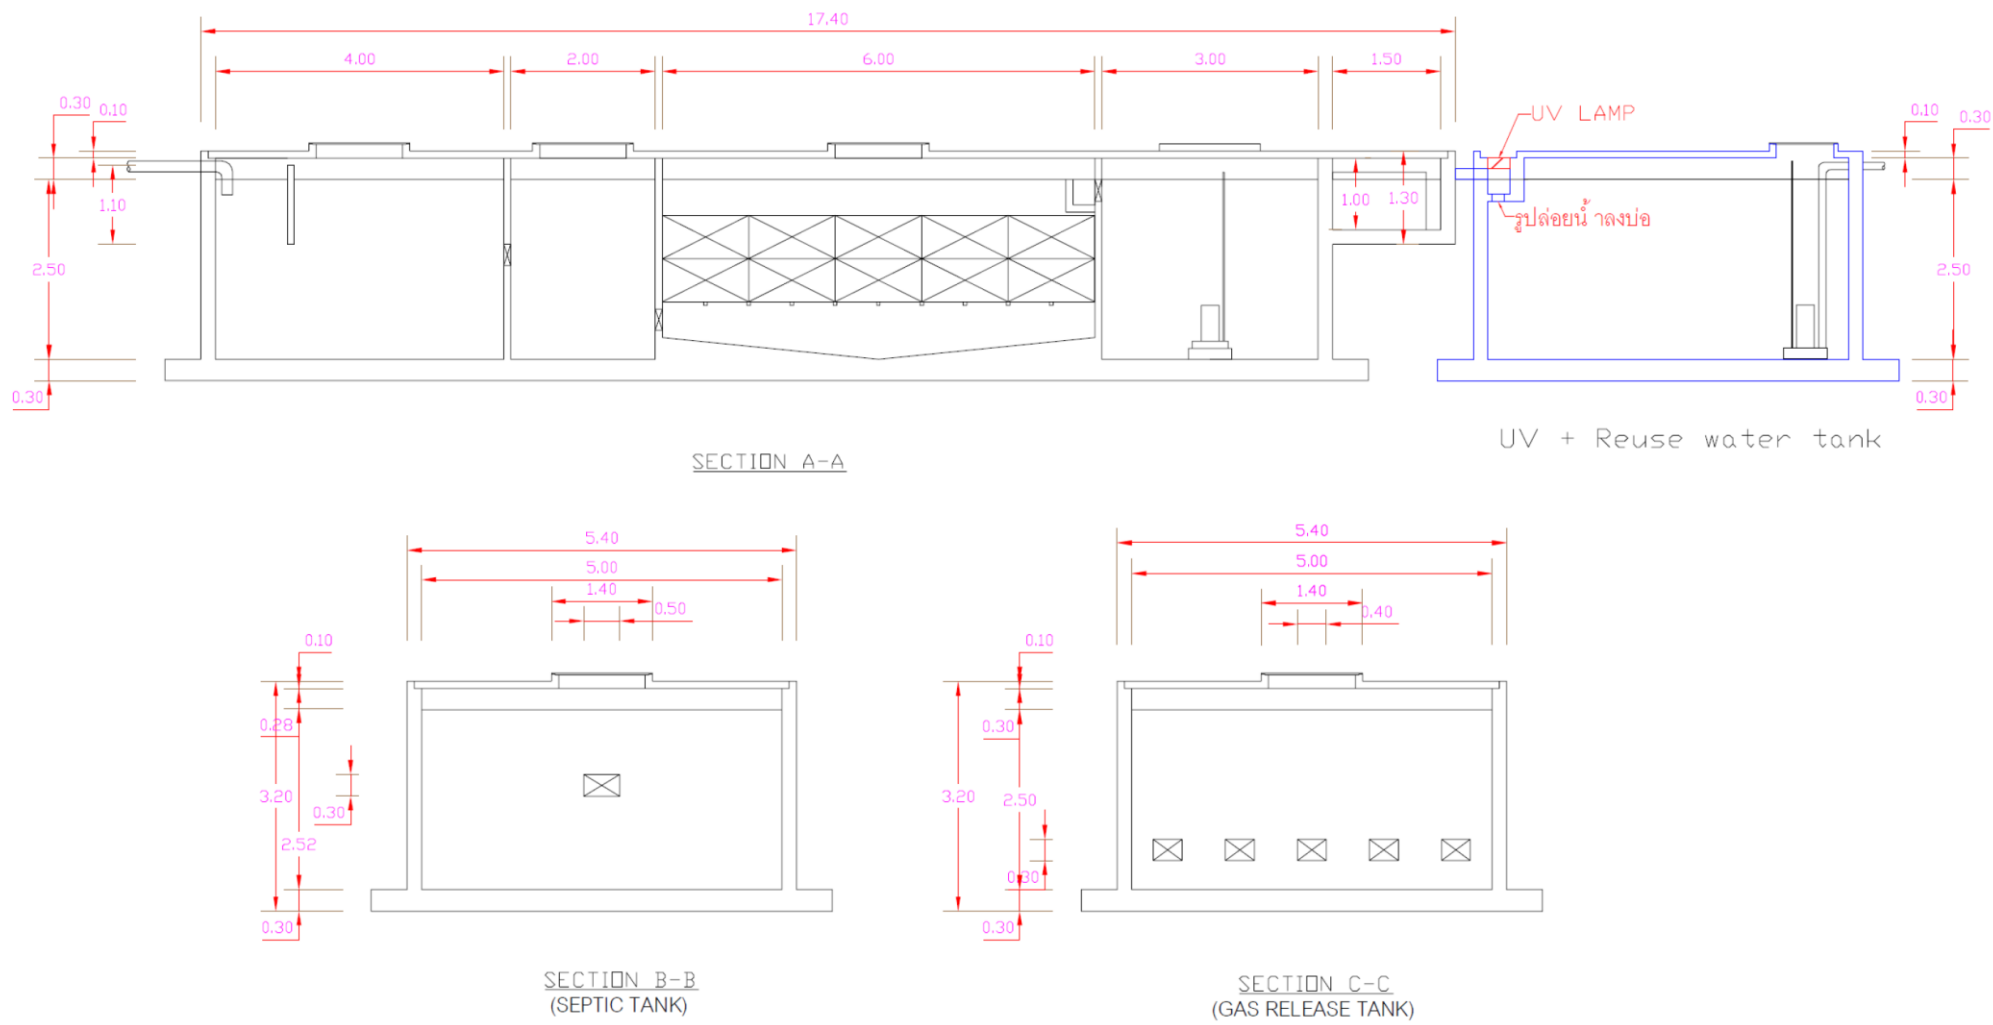 17.40
4.00 2.00 6.00 3.00 1.50
0.30 0.10 UV LAMP 0.10 0.30
1.10 1.00 1.30 รูปล่อยน้ำลงบ่อ
2.50 2.50
0.30 0.30
UV + Reuse water tank
SECTION A-A
5.40 5.40
5.00 5.00
1.40 0.50 1.40 0.40
0.10 0.10
0.28 0.30
3.20 0.30 3.20 2.50
2.52 0.30
0.30 0.30
SECTION B-B
(SEPTIC TANK)
SECTION C-C
(GAS RELEASE TANK)